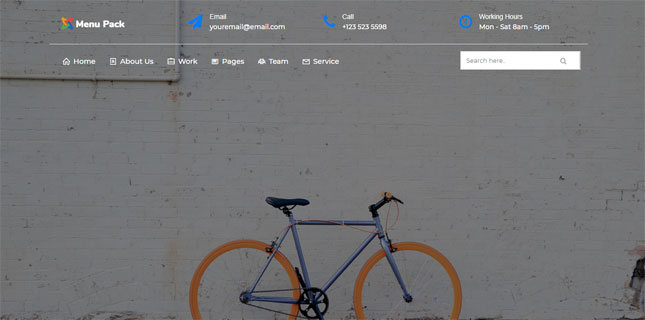 Menu Pack
Email
youremail@email.com
Call
+123 523 5598
Working Hours
Mon - Sat 8am - 5pm
Home
About Us
Work
Pages
Team
Service
Search here..